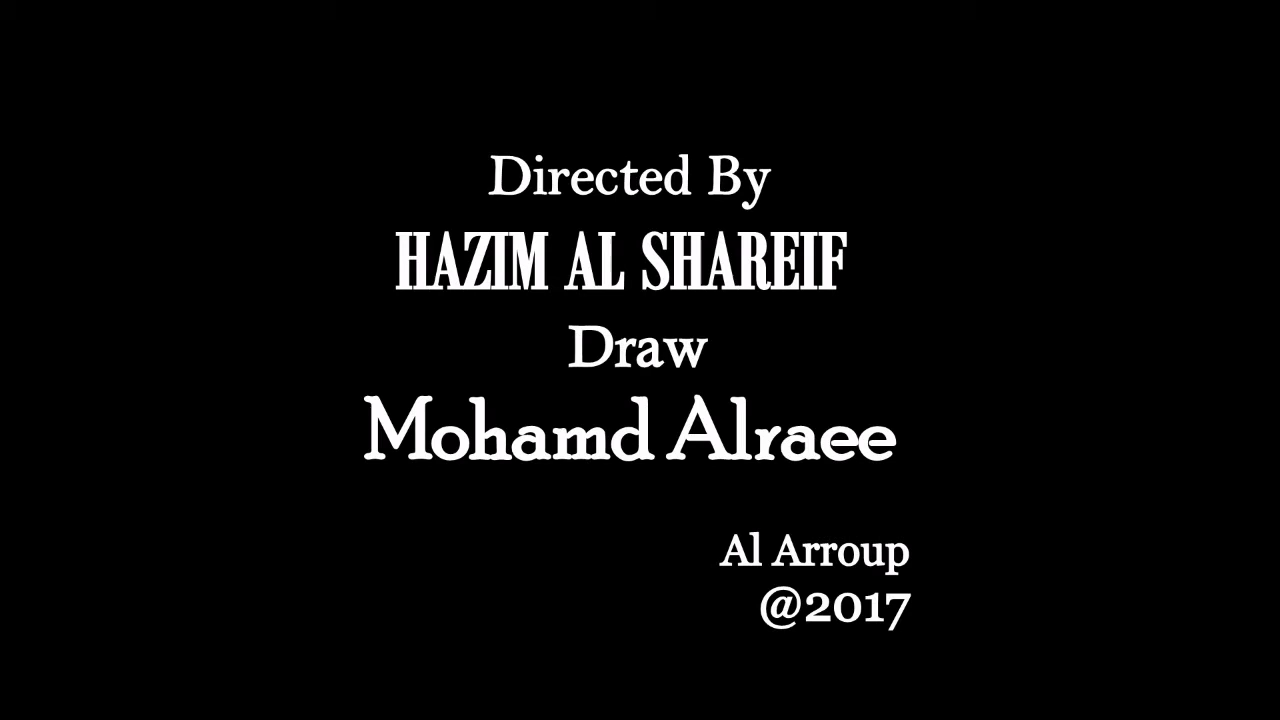 Directed By
HAZIM AL SHAREIF
Draw
Mohamd Alraee
Al Arroup
@2017